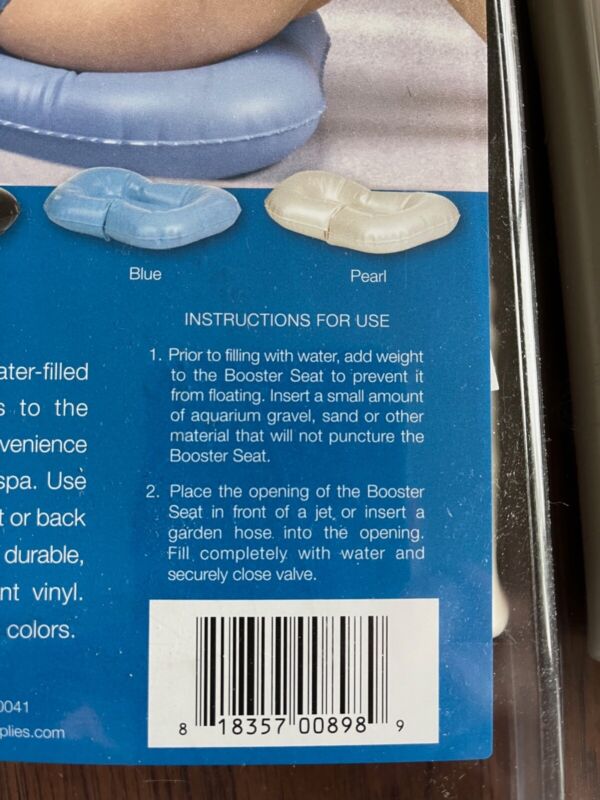 Blue
Pearl
INSTRUCTIONS FOR USE
1. Prior to filling with water, add weight
to the Booster Seat to prevent it
from floating. Insert a small amount
of aquarium gravel, sand or other
material that will not puncture the
Booster Seat.
2. Place the opening of the Booster
Seat in front of a jet or insert a
garden hose into the opening.
Fill completely with water and
securely close valve.
ater-filled
s to the
venience
spa. Use
t or back
durable,
nt vinyl.
colors.
0041
plies.com
8 18357 00898 9